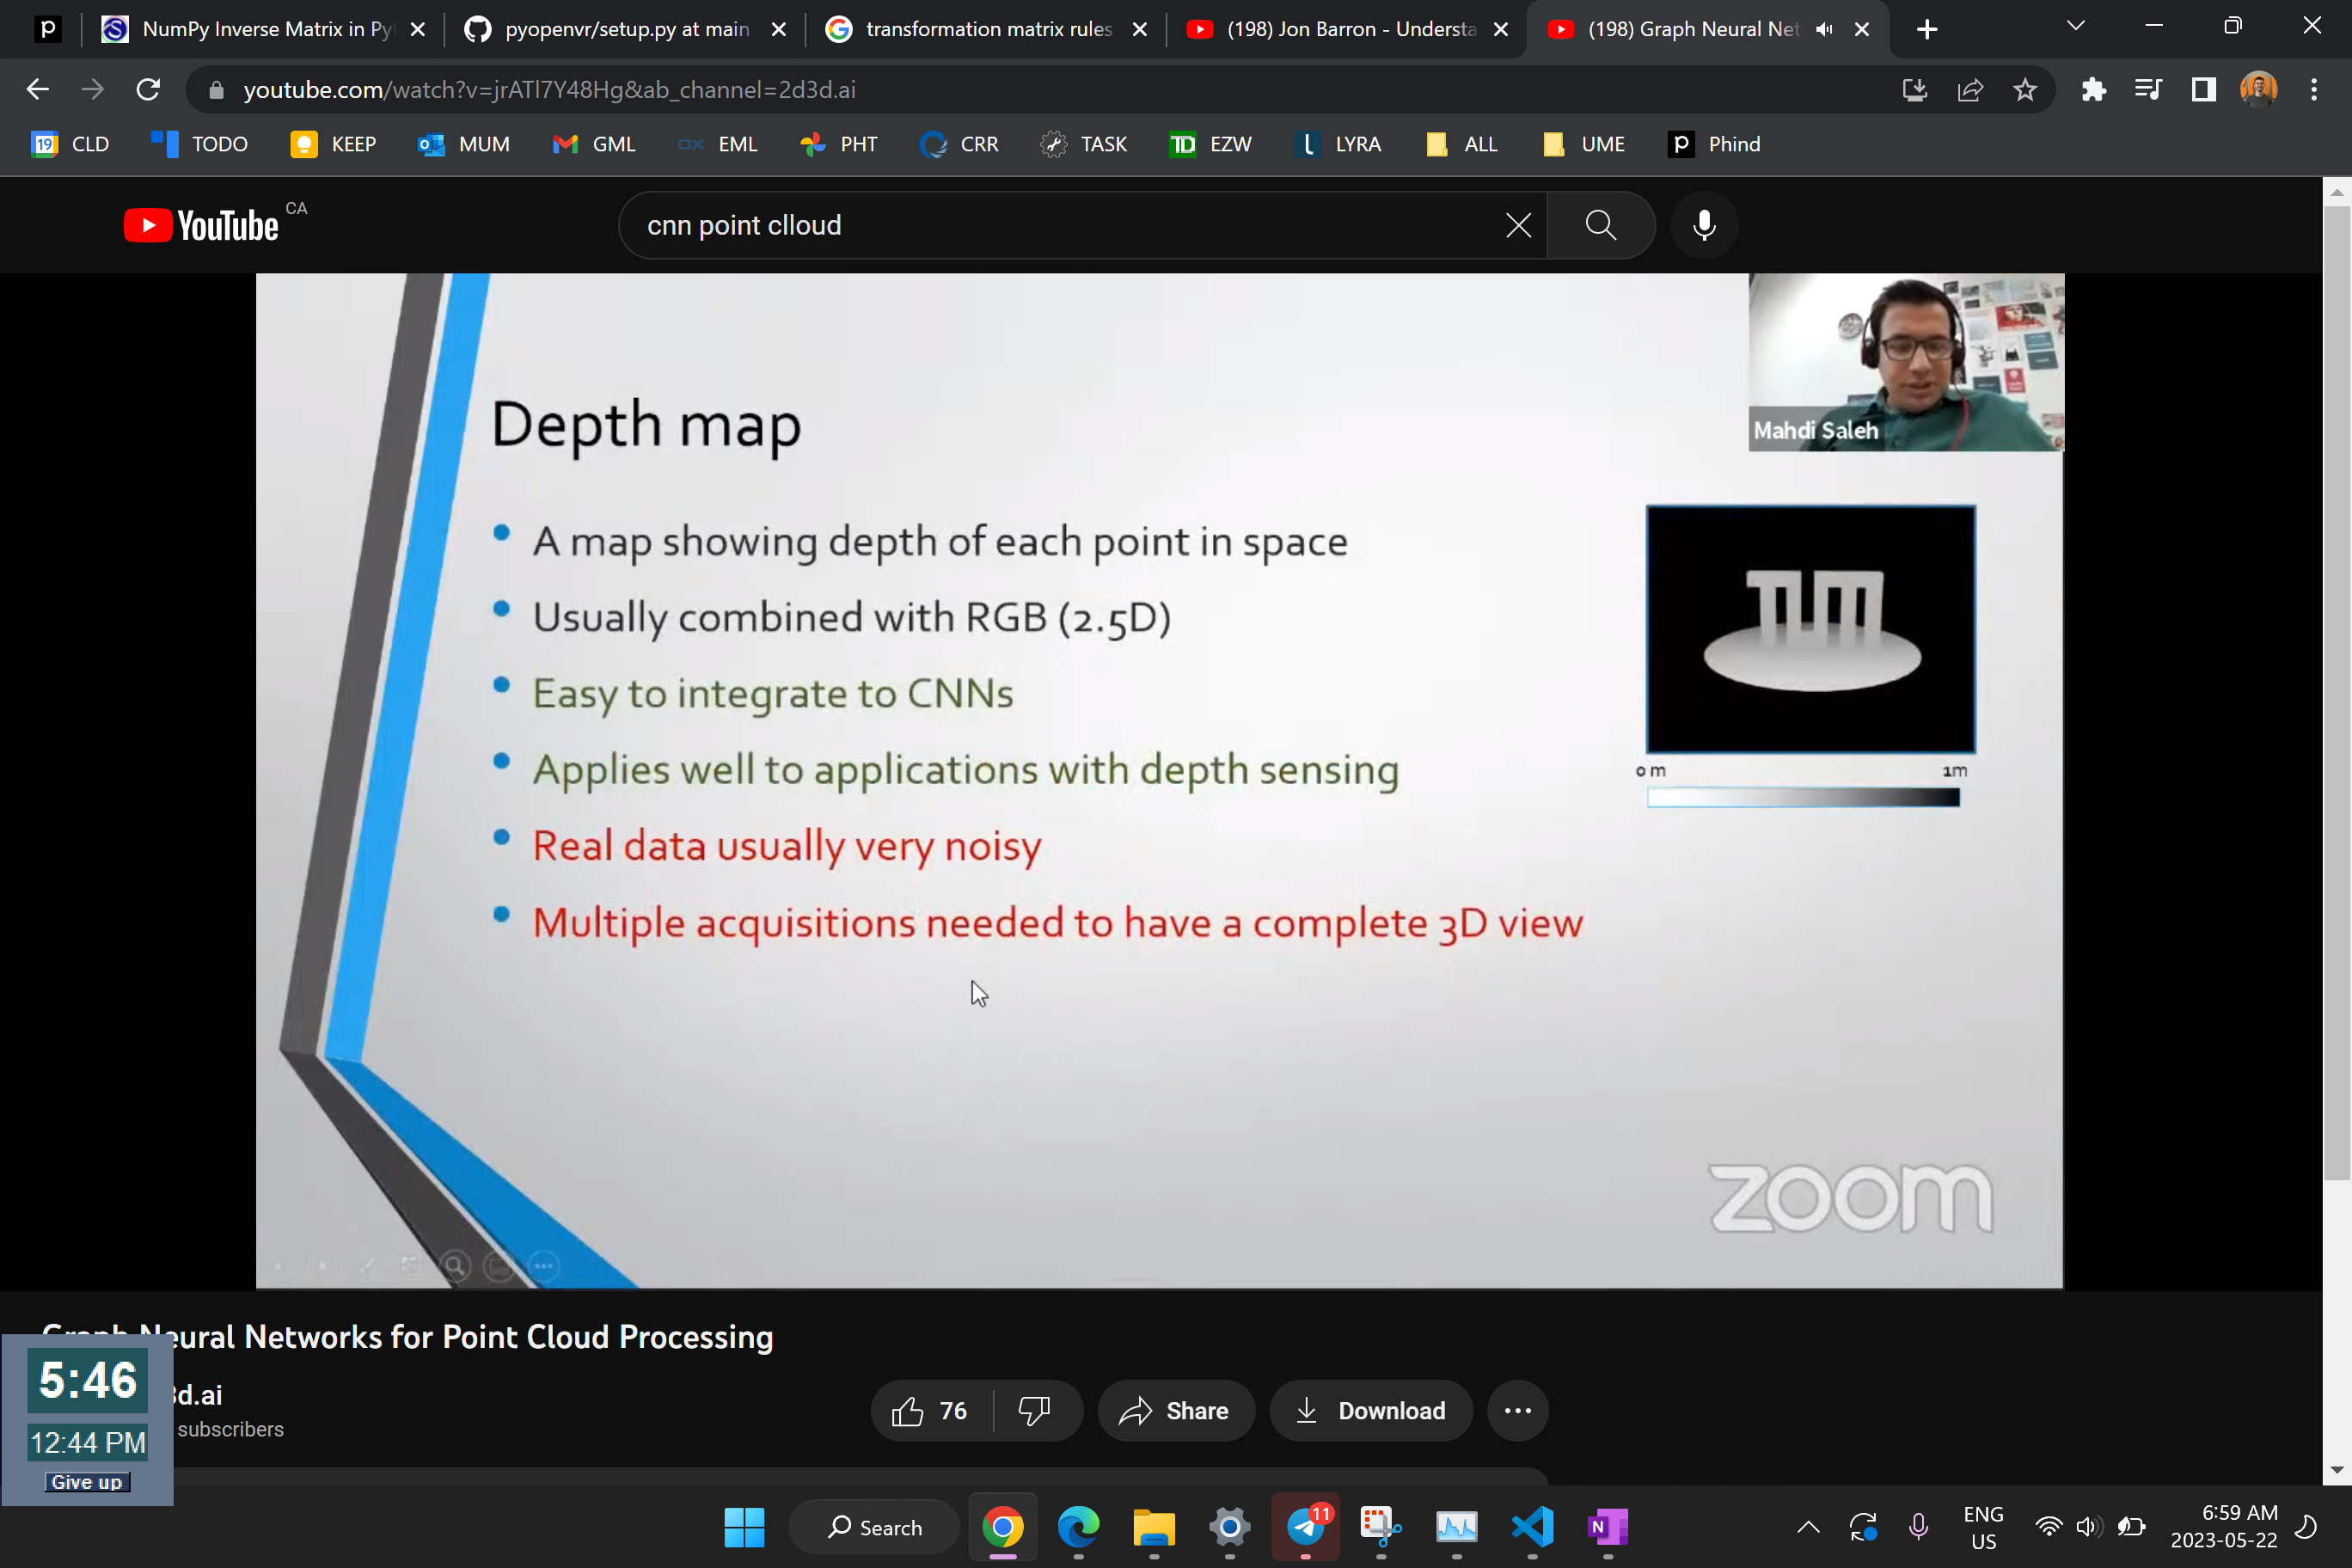 NumPy Inverse Matrix in Py
pyopenvr/setup.py at main
transformation matrix rules
(198) Jon Barron - Understa
(198) Graph Neural Net
youtube.com/watch?v=jrATl7Y48Hg&ab_channel=2d3d.ai
19 CLD TODO KEEP MUM GML EML PHT CRR TASK TD EZW LYRA ALL UME Phind
YouTube CA
cnn point clloud
Mahdi Saleh
Depth map
A map showing depth of each point in space
Usually combined with RGB (2.5D)
Easy to integrate to CNNs
Applies well to applications with depth sensing
Real data usually very noisy
Multiple acquisitions needed to have a complete 3D view
TUM
0 m 1m
zoom
Neural Networks for Point Cloud Processing
d.ai
subscribers
76
Share
Download
5:46
12:44 PM
Give up
Search
11
ENG
US
6:59 AM
2023-05-22